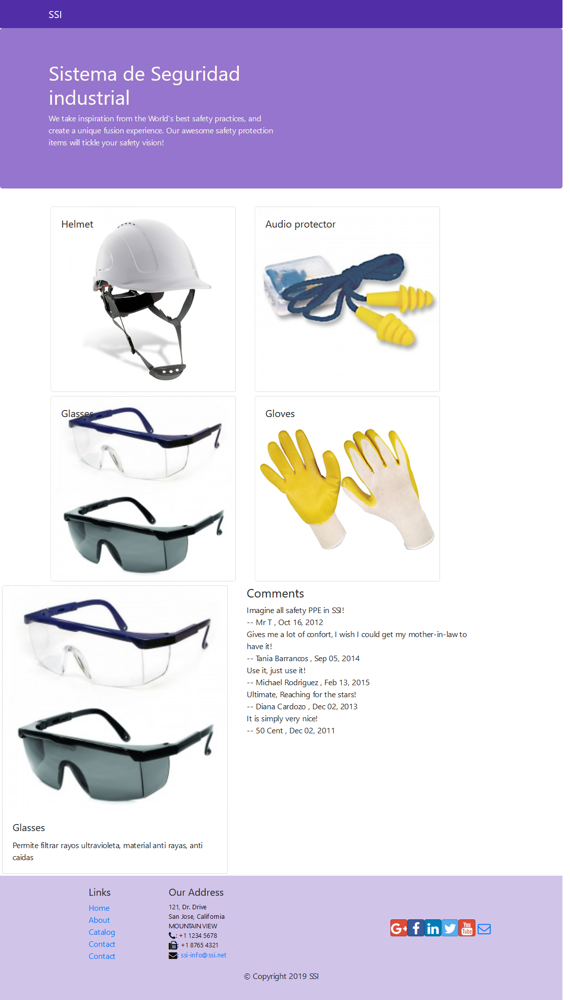 SSI
Sistema de Seguridad
industrial
We take inspiration from the World's best safety practices, and
create a unique fusion experience. Our awesome safety protection
items will tickle your safety vision!
Helmet
Audio protector
Glasses
Gloves
Glasses
Permite filtrar rayos ultravioleta, material anti rayas, anti
caidas
Comments
Imagine all safety PPE in SSI!
-- Mr T , Oct 16, 2012
Gives me a lot of confort, I wish I could get my mother-in-law to
have it!
-- Tania Barrancos , Sep 05, 2014
Use it, just use it!
-- Michael Rodriguez , Feb 13, 2015
Ultimate, Reaching for the stars!
-- Diana Cardozo , Dec 02, 2013
It is simply very nice!
-- 50 Cent , Dec 02, 2011
Links
Home
About
Catalog
Contact
Contact
Our Address
121, Dr. Drive
San Jose, California
MOUNTAIN VIEW
: +1 1234 5678
: +1 8765 4321
: ssi-info@ssi.net
G+ f in You Tube
© Copyright 2019 SSI